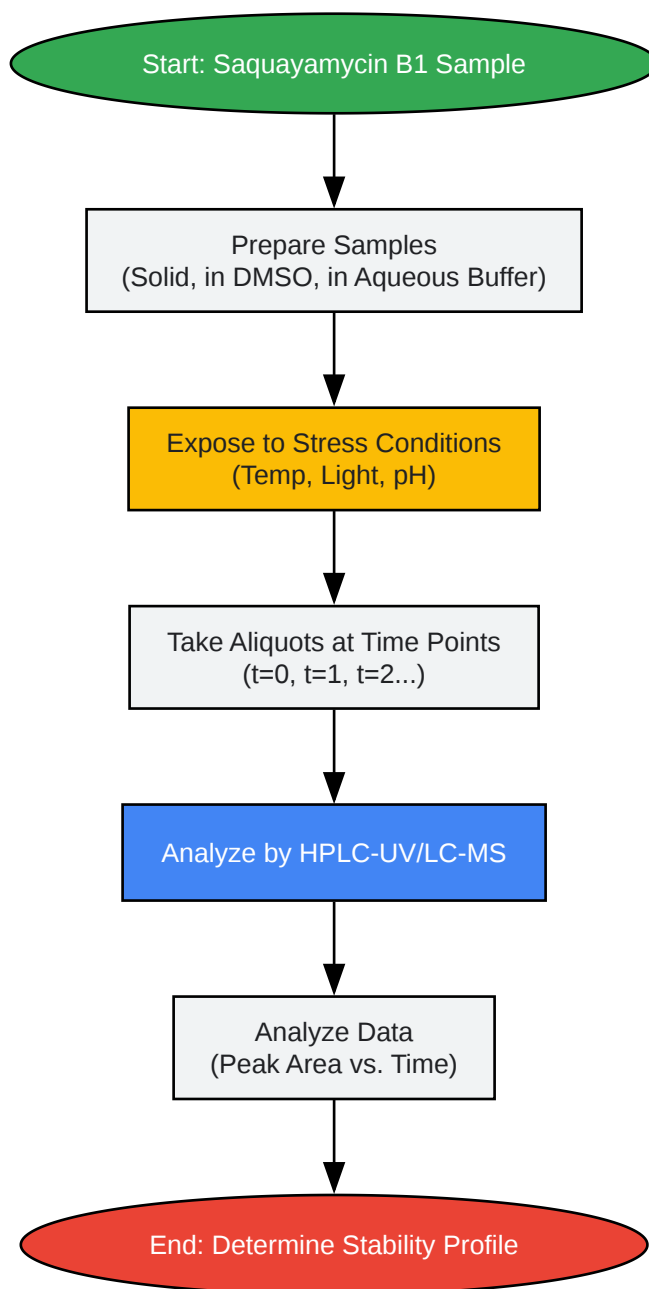 Start: Saquayamycin B1 Sample
Prepare Samples
(Solid, in DMSO, in Aqueous Buffer)
Expose to Stress Conditions
(Temp, Light, pH)
Take Aliquots at Time Points
(t=0, t=1, t=2...)
Analyze by HPLC-UV/LC-MS
Analyze Data
(Peak Area vs. Time)
End: Determine Stability Profile